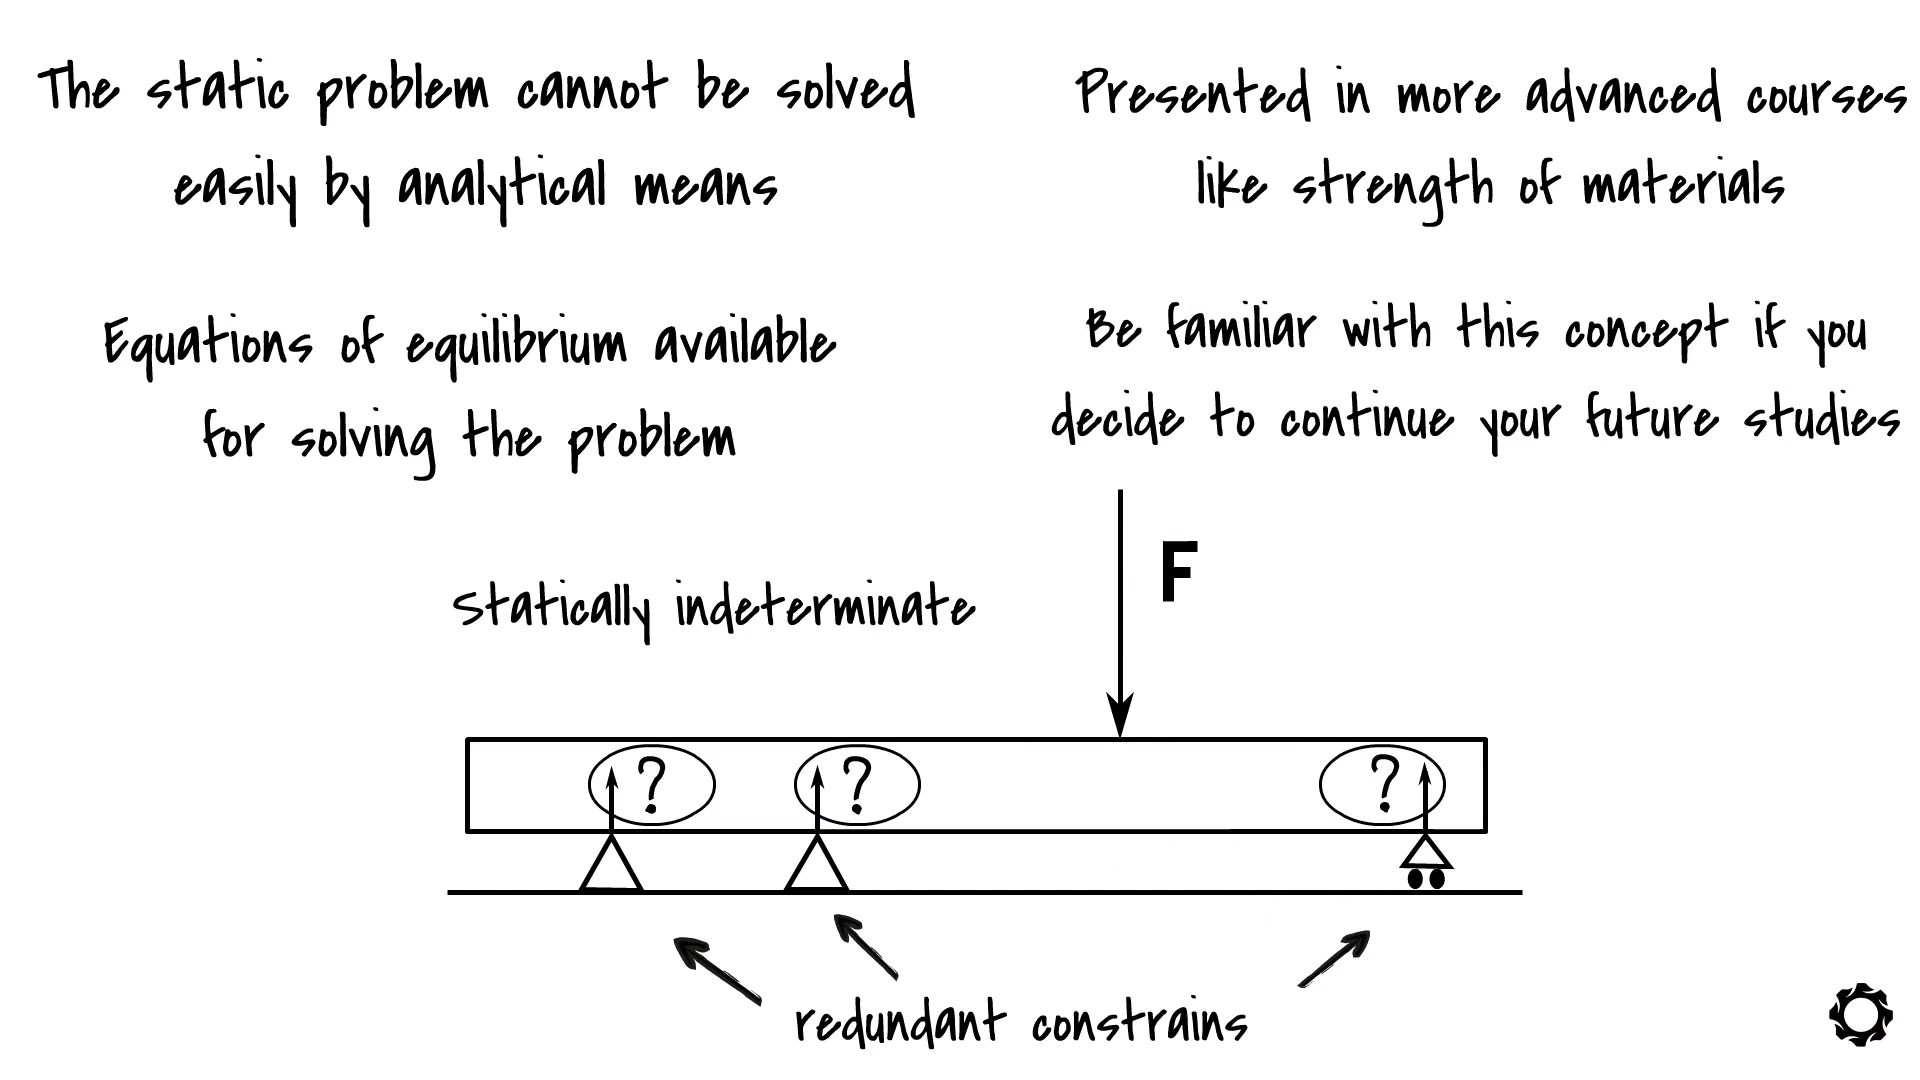 The static problem cannot be solved
easily by analytical means
Equations of equilibrium available
for solving the problem
Presented in more advanced courses
like strength of materials
Be familiar with this concept if you
decide to continue your future studies
F
Statically indeterminate
? ? ?
redundant constrains